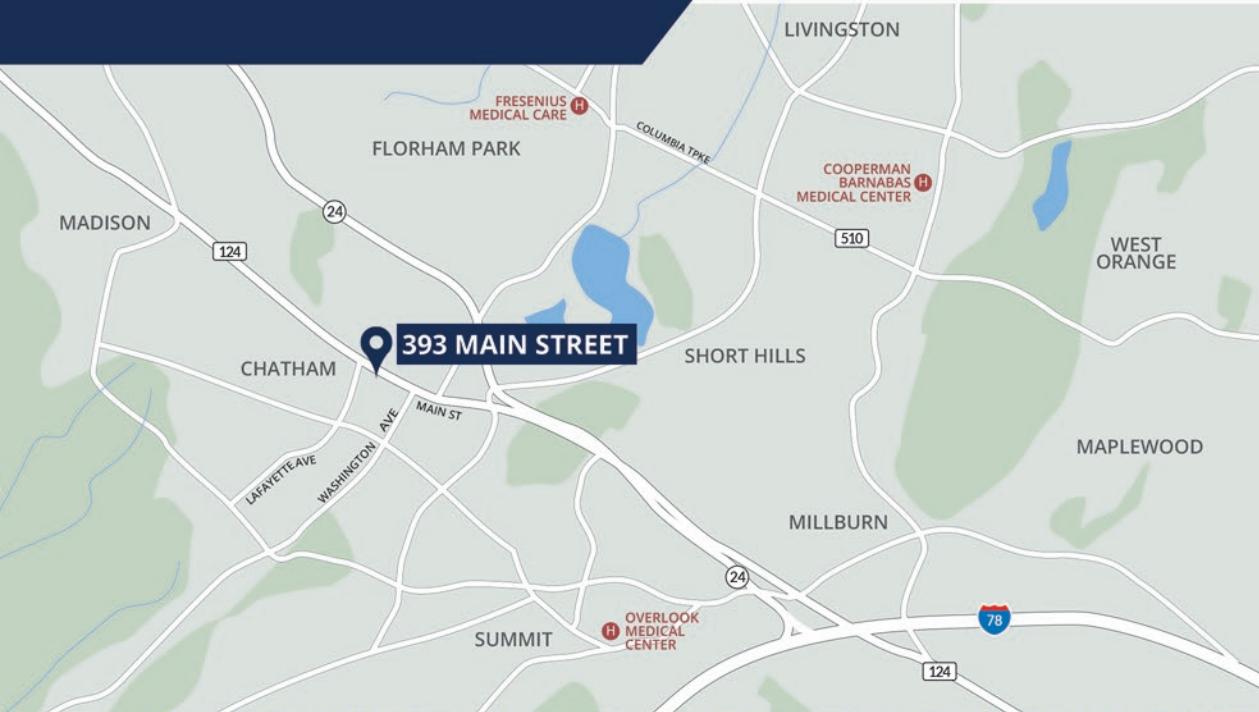 LIVINGSTON
FRESENIUS
MEDICAL CARE
H
COLUMBIA TPKE
FLORHAM PARK
COOPERMAN
BARNABAS
MEDICAL CENTER
H
24
MADISON
124
510
WEST
ORANGE
393 MAIN STREET
SHORT HILLS
CHATHAM
MAIN ST
WASHINGTON AVE
LAFAYETTE AVE
MAPLEWOOD
MILLBURN
24
H
OVERLOOK
MEDICAL
CENTER
SUMMIT
78
124